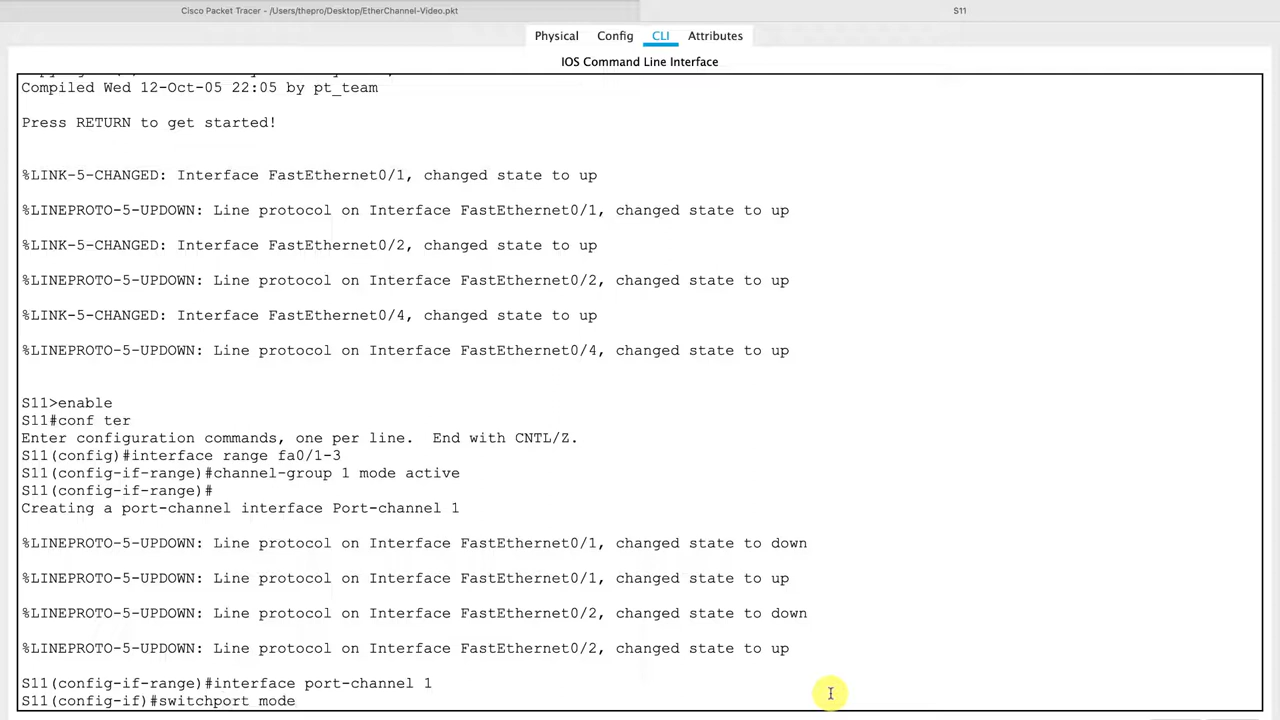 Cisco Packet Tracer - /Users/thepro/Desktop/EtherChannel-Video.pkt
S11
Physical Config CLI Attributes
IOS Command Line Interface
Compiled Wed 12-Oct-05 22:05 by pt_team
Press RETURN to get started!
%LINK-5-CHANGED: Interface FastEthernet0/1, changed state to up
%LINEPROTO-5-UPDOWN: Line protocol on Interface FastEthernet0/1, changed state to up
%LINK-5-CHANGED: Interface FastEthernet0/2, changed state to up
%LINEPROTO-5-UPDOWN: Line protocol on Interface FastEthernet0/2, changed state to up
%LINK-5-CHANGED: Interface FastEthernet0/4, changed state to up
%LINEPROTO-5-UPDOWN: Line protocol on Interface FastEthernet0/4, changed state to up
S11>enable
S11#conf ter
Enter configuration commands, one per line.  End with CNTL/Z.
S11(config)#interface range fa0/1-3
S11(config-if-range)#channel-group 1 mode active
S11(config-if-range)#
Creating a port-channel interface Port-channel 1
%LINEPROTO-5-UPDOWN: Line protocol on Interface FastEthernet0/1, changed state to down
%LINEPROTO-5-UPDOWN: Line protocol on Interface FastEthernet0/1, changed state to up
%LINEPROTO-5-UPDOWN: Line protocol on Interface FastEthernet0/2, changed state to down
%LINEPROTO-5-UPDOWN: Line protocol on Interface FastEthernet0/2, changed state to up
S11(config-if-range)#interface port-channel 1
S11(config-if)#switchport mode